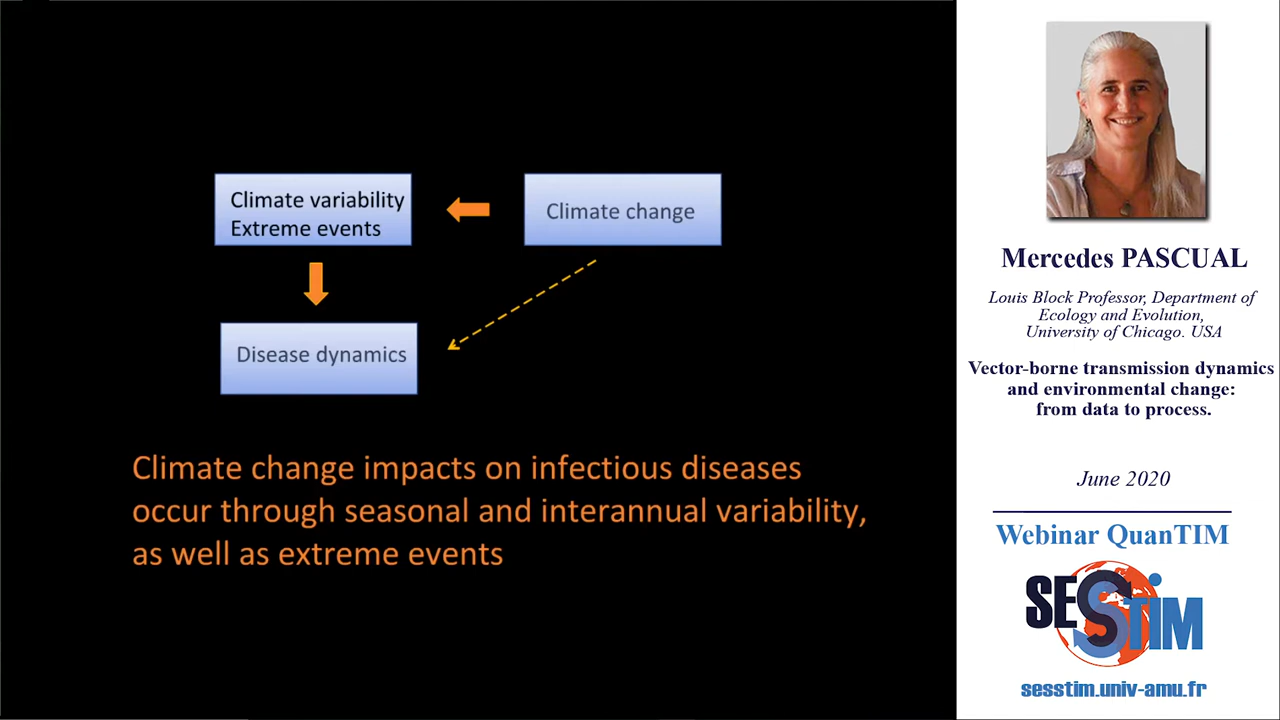 Climate variability
Extreme events
Climate change
Disease dynamics
Climate change impacts on infectious diseases
occur through seasonal and interannual variability,
as well as extreme events
Mercedes PASCUAL
Louis Block Professor, Department of
Ecology and Evolution,
University of Chicago. USA
Vector-borne transmission dynamics
and environmental change:
from data to process.
June 2020
Webinar QuanTIM
SESSTIM
sesstim.univ-amu.fr